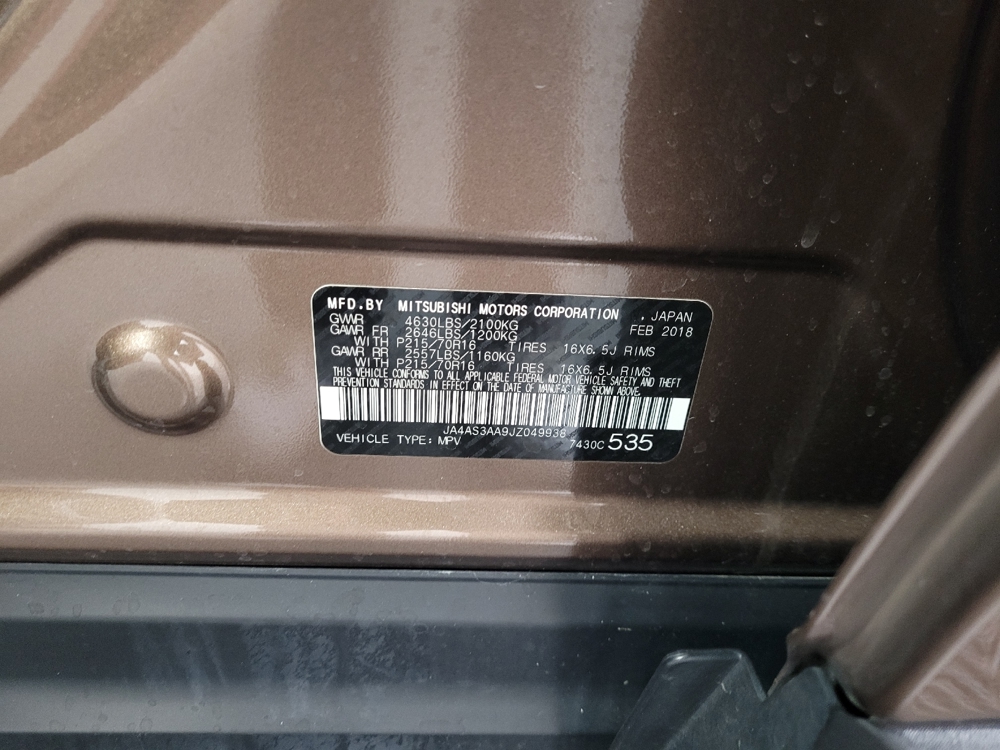 MFD.BY MITSUBISHI MOTORS CORPORATION , JAPAN
GWWR 4630LBS/2100KG FEB 2018
GAWR FR 2646LBS/1200KG
WITH P215/70R16 TIRES 16X6.5J RIMS
GAWR RR 2557LBS/1160KG
WITH P215/70R16 TIRES 16X6.5J RIMS
THIS VEHICLE CONFORMS TO ALL APPLICABLE FEDERAL MOTOR VEHICLE SAFETY AND THEFT
PREVENTION STANDARDS IN EFFECT ON THE DATE OF MANUFACTURE SHOWN ABOVE.
JA4AS3AA9JZ049938
VEHICLE TYPE: MPV 7430C 535